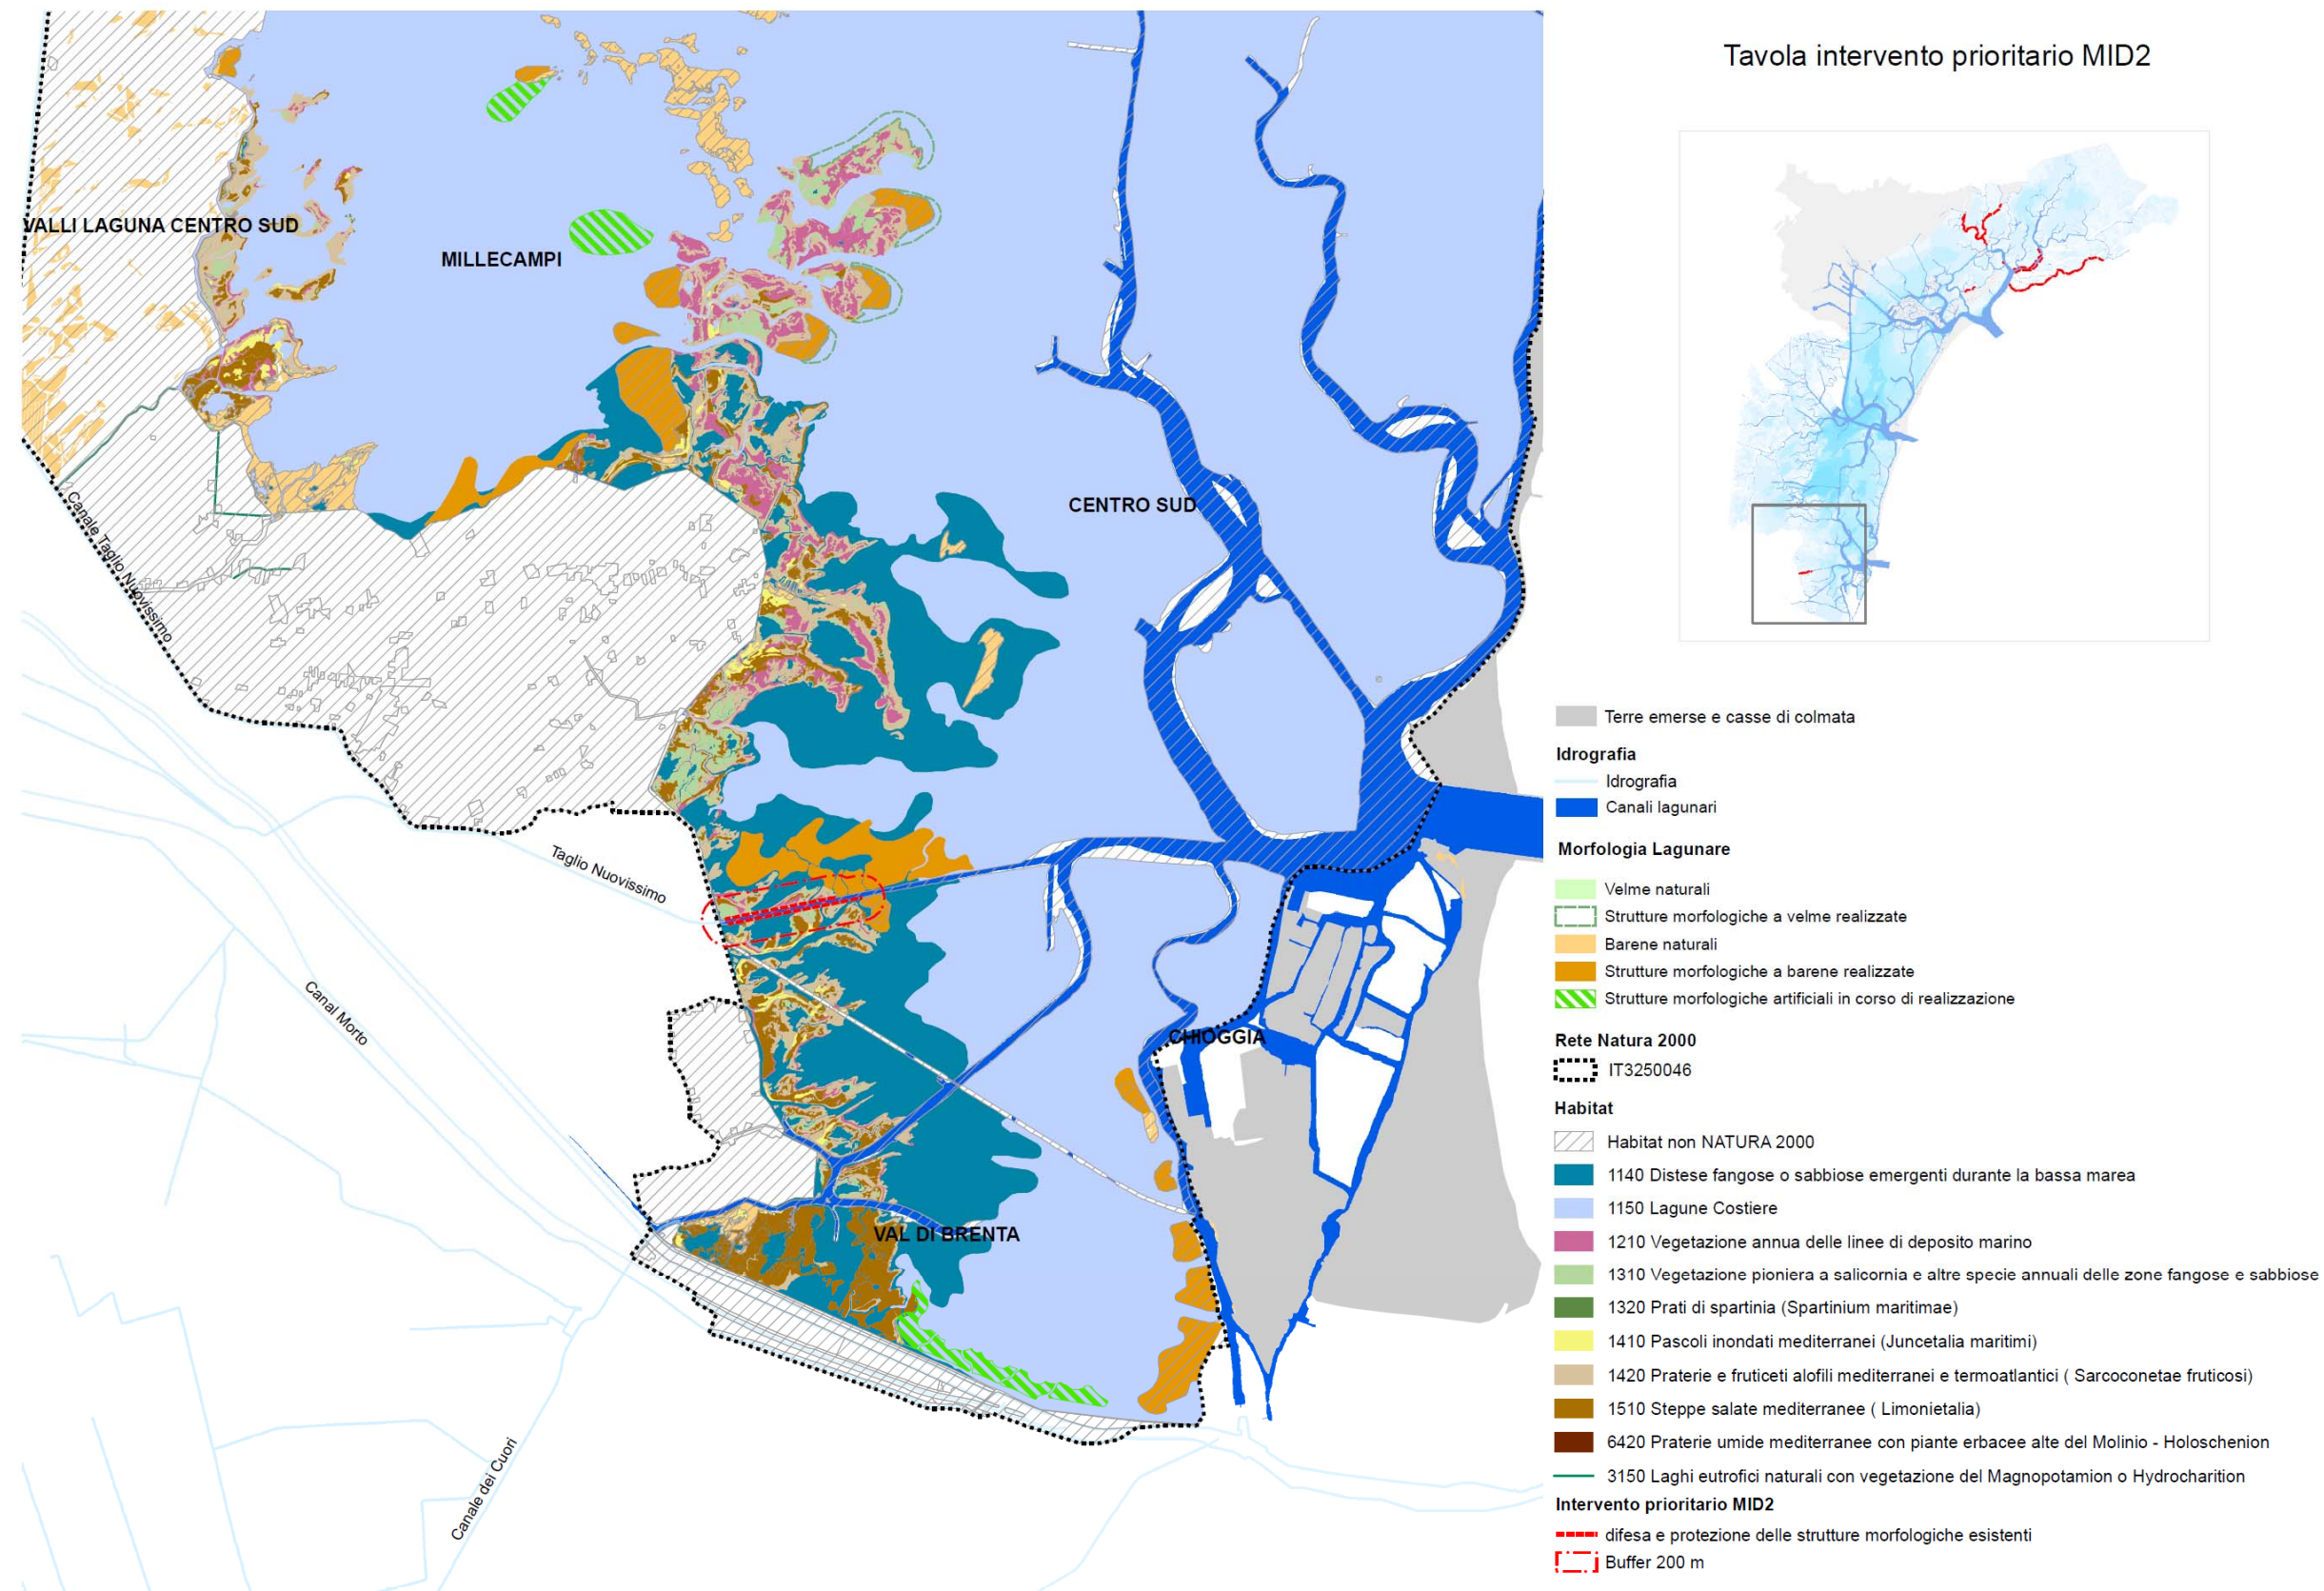 Tavola intervento prioritario MID2
VALLI LAGUNA CENTRO SUD
MILLECAMPI
CENTRO SUD
Canale Taglio Nuovissimo
Taglio Nuovissimo
Canal Morto
CHIOGGIA
VAL DI BRENTA
Canale dei Cuori
Terre emerse e casse di colmata
Idrografia
Idrografia
Canali lagunari
Morfologia Lagunare
Velme naturali
Strutture morfologiche a velme realizzate
Barene naturali
Strutture morfologiche a barene realizzate
Strutture morfologiche artificiali in corso di realizzazione
Rete Natura 2000
IT3250046
Habitat
Habitat non NATURA 2000
1140 Distese fangose o sabbiose emergenti durante la bassa marea
1150 Lagune Costiere
1210 Vegetazione annua delle linee di deposito marino
1310 Vegetazione pioniera a salicornia e altre specie annuali delle zone fangose e sabbiose
1320 Prati di spartinia (Spartinium maritimae)
1410 Pascoli inondati mediterranei (Juncetalia maritimi)
1420 Praterie e fruticeti alofili mediterranei e termoatlantici ( Sarcoconetae fruticosi)
1510 Steppe salate mediterranee ( Limonietalia)
6420 Praterie umide mediterranee con piante erbacee alte del Molinio - Holoschenion
3150 Laghi eutrofici naturali con vegetazione del Magnopotamion o Hydrocharition
Intervento prioritario MID2
difesa e protezione delle strutture morfologiche esistenti
Buffer 200 m